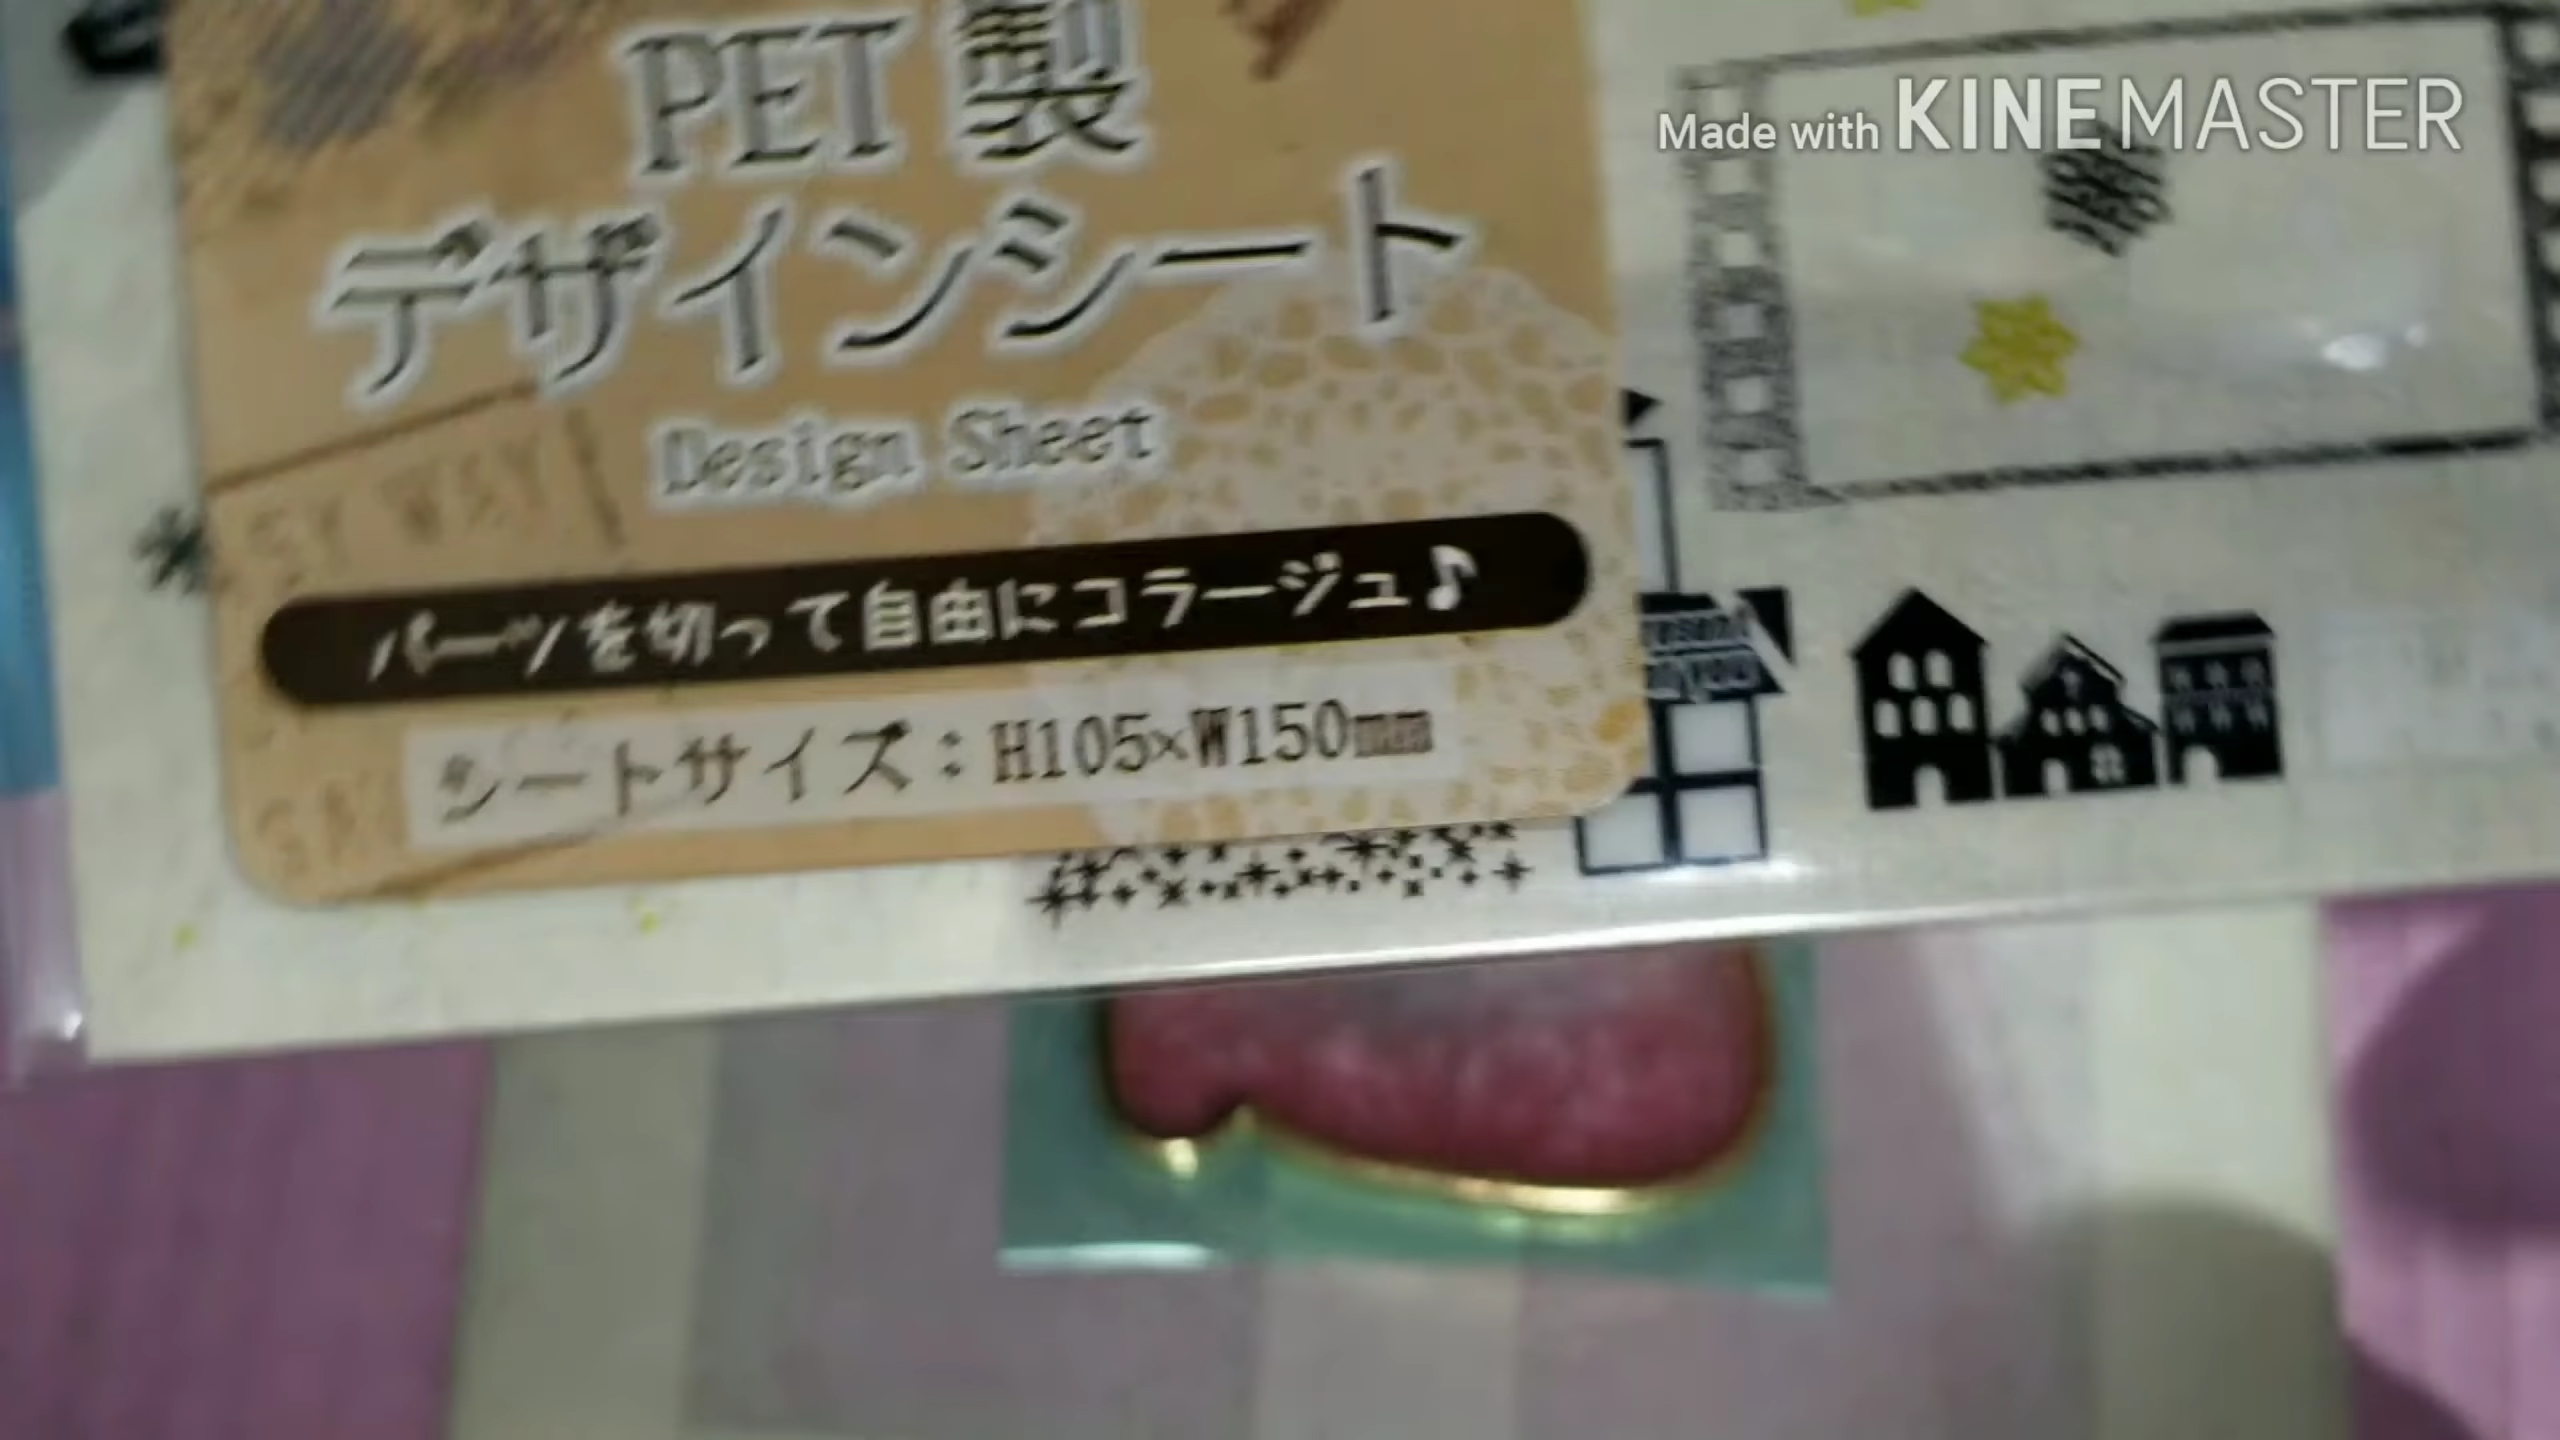 PET製
デザインシート
Design Sheet
パーツを切って自由にコラージュ♪
シートサイズ：H105×W150mm
Made with KINEMASTER